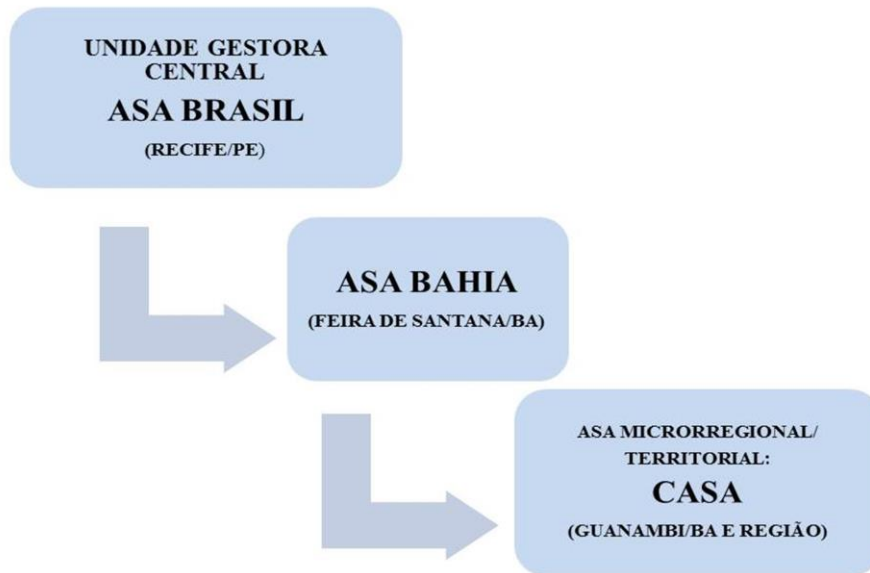 UNIDADE GESTORA
CENTRAL
ASA BRASIL
(RECIFE/PE)
ASA BAHIA
(FEIRA DE SANTANA/BA)
ASA MICRORREGIONAL/
TERRITORIAL:
CASA
(GUANAMBI/BA E REGIÃO)